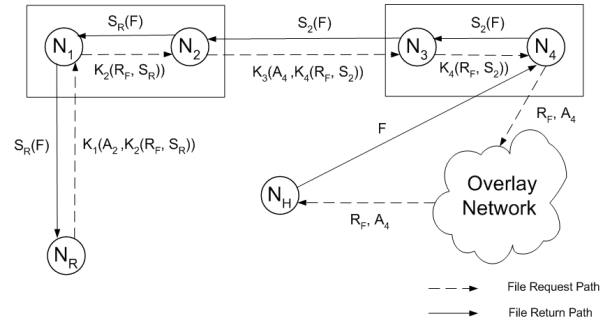 S_R(F)
S_2(F)
S_2(F)
N_1
N_2
N_3
N_4
K_2(R_F, S_R))
K_3(A_4 ,K_4(R_F, S_2))
K_4(R_F, S_2))
R_F, A_4
F
S_R(F)
K_1(A_2 ,K_2(R_F, S_R))
Overlay
Network
N_H
R_F, A_4
N_R
File Request Path
File Return Path